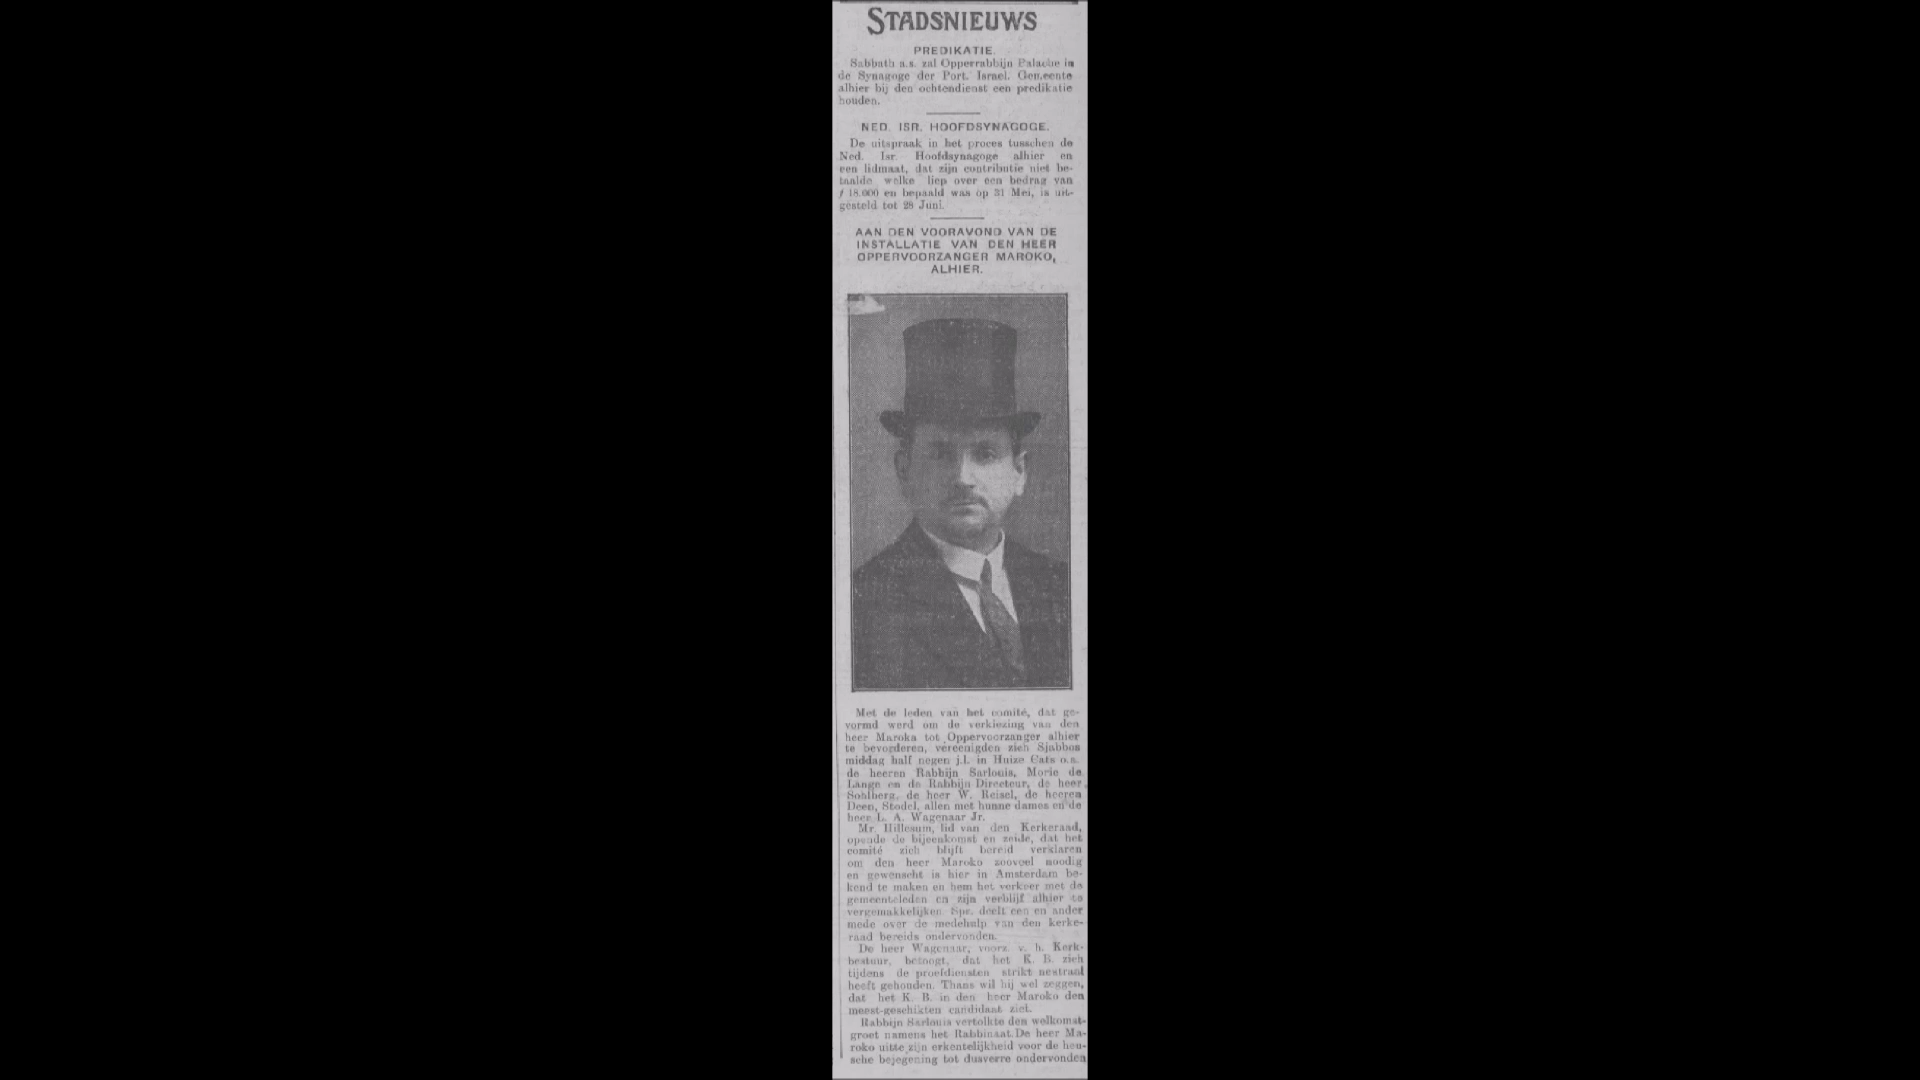 STADSNIEUWS
PREDIKATIE.
Sabbath a.s. zal Opperrabbijn Palache in
de Synagoge der Port. Israel. Gemeente
alhier bij den ochtendienst een predikatie
houden.
NED. ISR. HOOFDSYNAGOGE.
De uitspraak in het proces tusschen de
Ned. Isr. Hoofdsynagoge alhier en
een lidmaat, dat zijn contributie niet be-
taalde welke liep over een bedrag van
f 18.000 en bepaald was op 31 Mei, is uit-
gesteld tot 28 Juni.
AAN DEN VOORAVOND VAN DE
INSTALLATIE VAN DEN HEER
OPPERVOORZANGER MAROKO,
ALHIER.
Met de leden van het comité, dat ge-
vormd werd om de verkiezing van den
heer Maroka tot Oppervoorzanger alhier
te bevorderen, vereenigden zich Sjabbos
middag half negen j.l. in Huize Cats o.a.
de heeren Rabbijn Sarlouis, Morie de
Lange en de Rabbijn Directeur, de heer
Sohlberg, de heer W. Reisel, de heeren
Deen, Stodel, allen met hunne dames en de
heer L. A. Wagenaar Jr.
Mr. Hillesum, lid van den Kerkeraad,
opende de bijeenkomst en zeide, dat het
comité zich blijft bereid verklaren
om den heer Maroko zooveel noodig
en gewenscht is hier in Amsterdam be-
kend te maken en hem het verkeer met de
gemeenteleden en zijn verblijf alhier te
vergemakkelijken. Spr. deelt een en ander
mede over de medehulp van den kerke-
raad bereids ondervonden.
De heer Wagenaar, voorz. v. h. Kerk-
bestuur, betoogt, dat het K. B. zich
tijdens de proefdiensten strikt neutraal
heeft gehouden. Thans wil hij wel zeggen,
dat het K. B. in den heer Maroko den
meest-geschikten candidaat ziet.
Rabbijn Sarlouis vertolkte den welkomst-
groet namens het Rabbinaat. De heer Ma-
roko uitte zijn erkentelijkheid voor de heu-
sche bejegening tot dusverre ondervonden